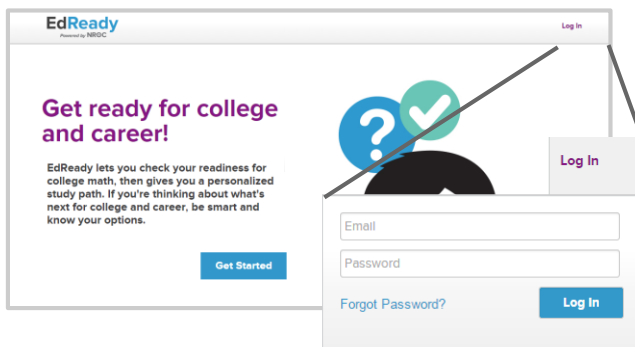 EdReady
Powered by NROC
Log In
Get ready for college
and career!
EdReady lets you check your readiness for
college math, then gives you a personalized
study path. If you're thinking about what's
next for college and career, be smart and
know your options.
Get Started
?
Log In
Email
Password
Forgot Password?
Log In